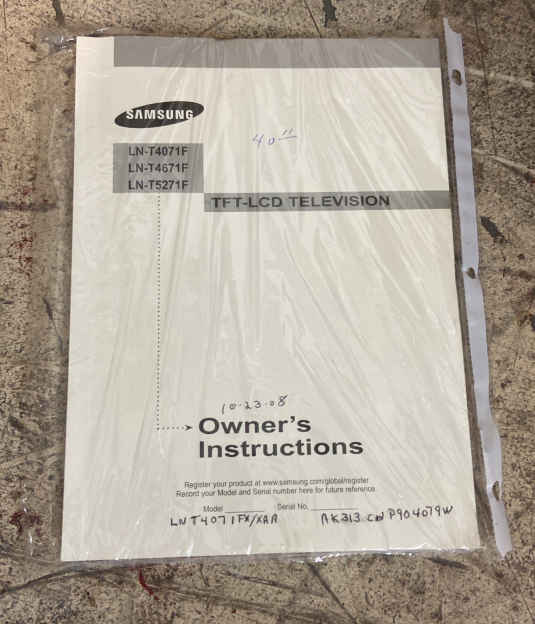 SAMSUNG
40"
LN-T4071F
LN-T4671F
LN-T5271F
TFT-LCD TELEVISION
10-23-08
Owner's
Instructions
Register your product at www.samsung.com/global/register
Record your Model and Serial number here for future reference.
Model Serial No.
LNT4071FX/XAA